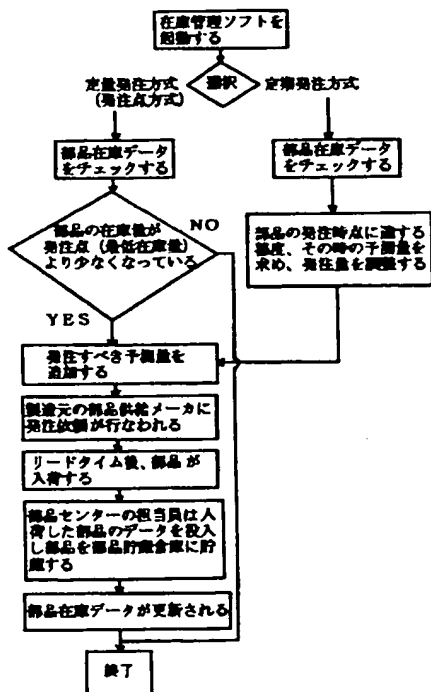 在庫管理ソフトを
起動する
選択
定量発注方式
(発注点方式)
定期発注方式
部品在庫データ
をチェックする
部品在庫データ
をチェックする
部品の在庫量が
発注点(最低在庫量)
より少なくなっている
NO
YES
部品の発注時点に達する
都度、その時の予測量を
求め、発注量を調整する
発注すべき予測量を
追加する
製造元の部品供給メーカに
発注依頼が行なわれる
リードタイム後、部品が
入荷する
部品センターの担当員は入
荷した部品のデータを投入
し部品を部品貯蔵倉庫に貯
蔵する
部品在庫データが更新される
終了